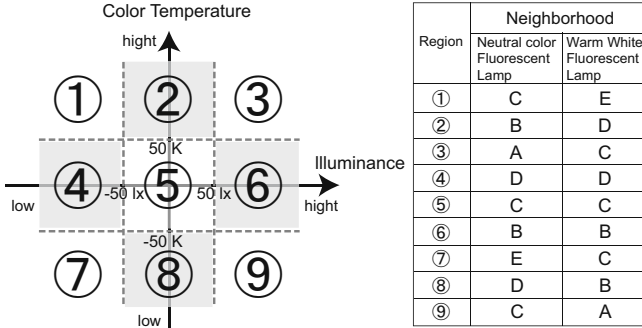 Color Temperature
hight
① ② ③
50 K
Illuminance
④ -50 lx ⑤ 50 lx ⑥
low hight
-50 K
⑦ ⑧ ⑨
low
Region Neighborhood
Neutral color Fluorescent Lamp Warm White Fluorescent Lamp
① C E
② B D
③ A C
④ D D
⑤ C C
⑥ B B
⑦ E C
⑧ D B
⑨ C A